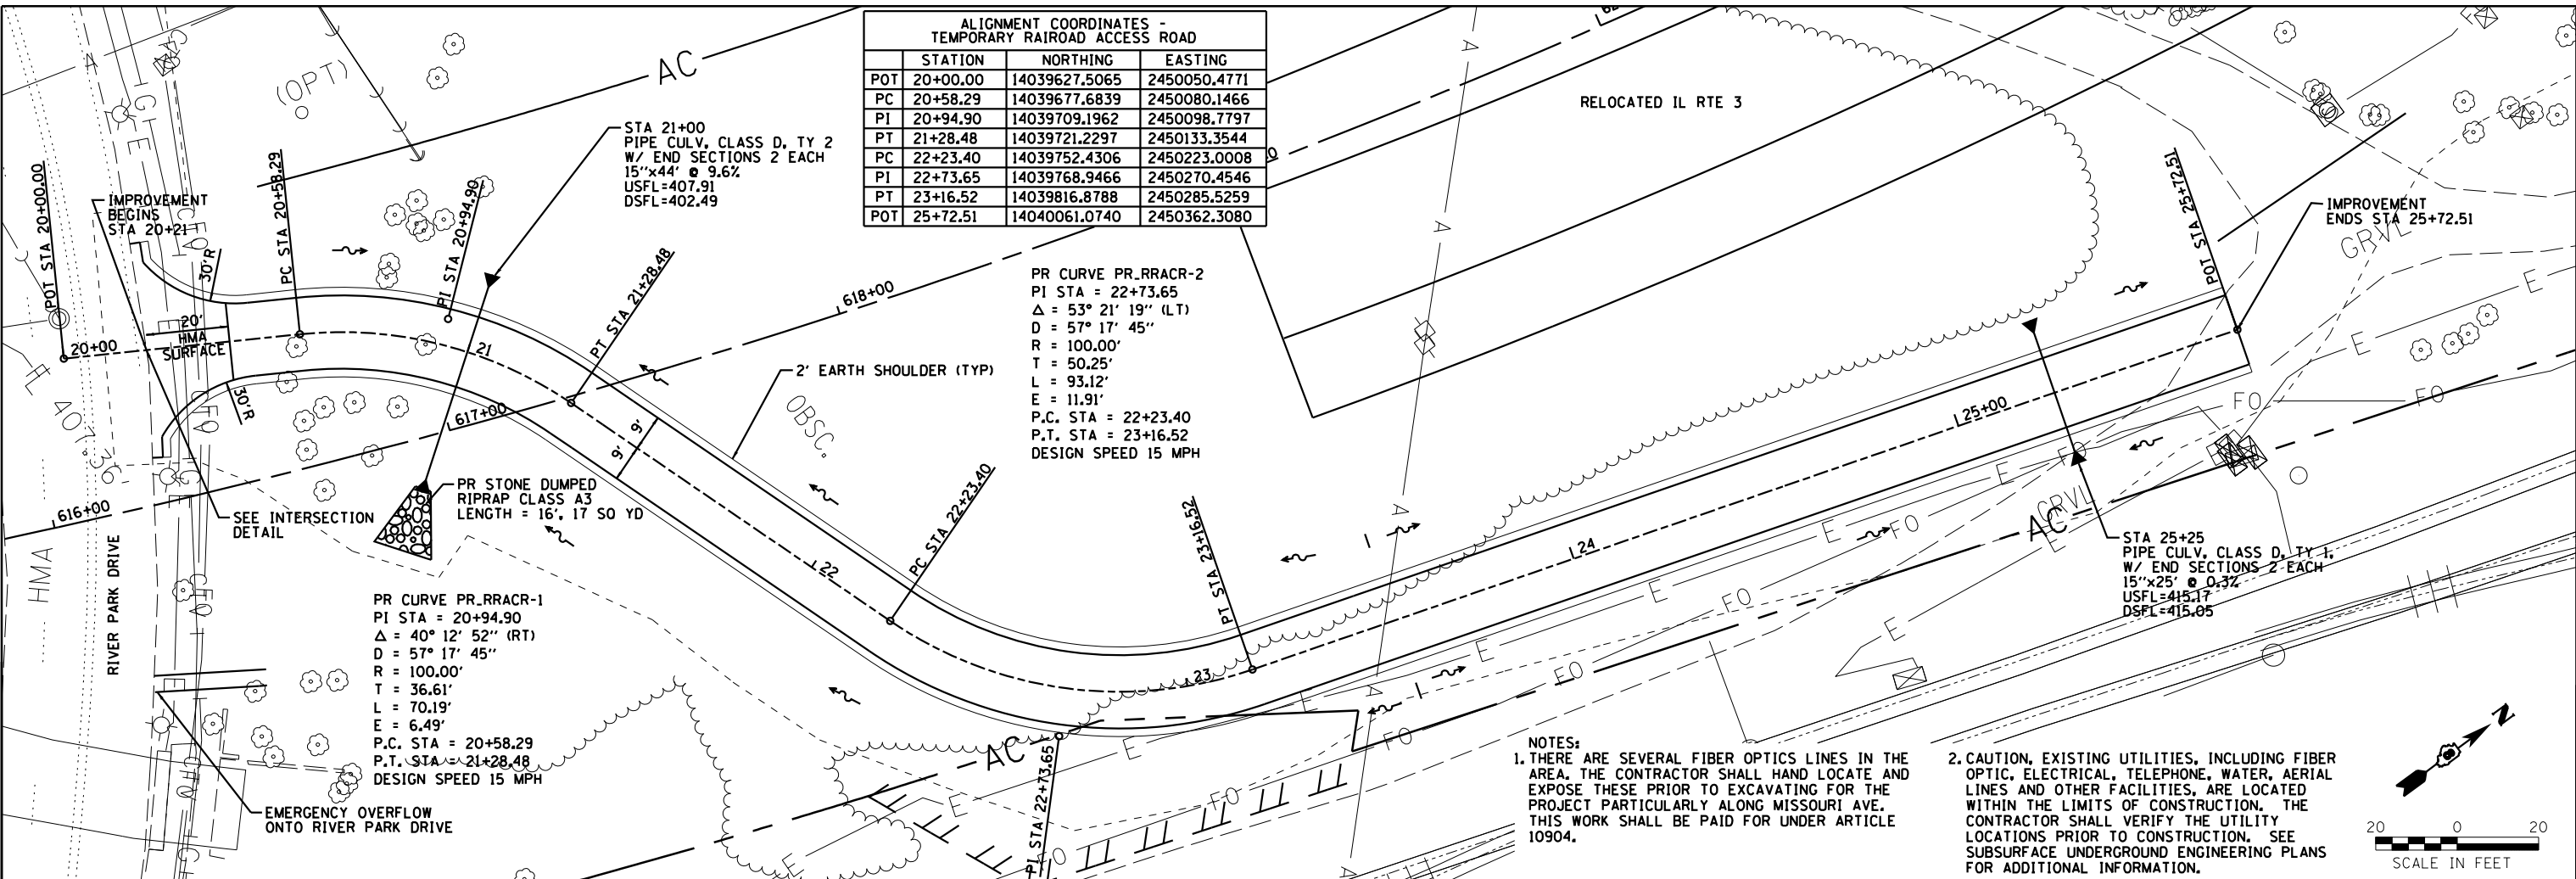 ALIGNMENT COORDINATES -
TEMPORARY RAIROAD ACCESS ROAD
STATION NORTHING EASTING
POT 20+00.00 14039627.5065 2450050.4771
PC 20+58.29 14039677.6839 2450080.1466
PI 20+94.90 14039709.1962 2450098.7797
PT 21+28.48 14039721.2297 2450133.3544
PC 22+23.40 14039752.4306 2450223.0008
PI 22+73.65 14039768.9466 2450270.4546
PT 23+16.52 14039816.8788 2450285.5259
POT 25+72.51 14040061.0740 2450362.3080
RELOCATED IL RTE 3
(OPT)
AC
A
A
A
A
A
STA 21+00
PIPE CULV, CLASS D, TY 2
W/ END SECTIONS 2 EACH
15"x44' @ 9.6%
USFL=407.91
DSFL=402.49
POT STA 20+00.00
IMPROVEMENT
BEGINS
STA 20+21
30'R
PC STA 20+58.29
PI STA 20+94.90
PT STA 21+28.48
20'
HMA
SURFACE
20+00
21
30'R
617+00
618+00
616+00
407.36
9'
9'
2' EARTH SHOULDER (TYP)
OBSC.
PR CURVE PR_RRACR-2
PI STA = 22+73.65
Δ = 53° 21' 19" (LT)
D = 57° 17' 45"
R = 100.00'
T = 50.25'
L = 93.12'
E = 11.91'
P.C. STA = 22+23.40
P.T. STA = 23+16.52
DESIGN SPEED 15 MPH
PR STONE DUMPED
RIPRAP CLASS A3
LENGTH = 16', 17 SQ YD
SEE INTERSECTION
DETAIL
HMA
RIVER PARK DRIVE
22
PC STA 22+23.40
PT STA 23+16.52
23
24
25+00
POT STA 25+72.51
IMPROVEMENT
ENDS STA 25+72.51
GRVL
E
E
FO
FO
GRVL
AC
E
FO
E
FO
E
FO
E
FO
E
FO
STA 25+25
PIPE CULV, CLASS D, TY 1,
W/ END SECTIONS 2 EACH
15"x25' @ 0.3%
USFL=415.17
DSFL=415.05
PR CURVE PR_RRACR-1
PI STA = 20+94.90
Δ = 40° 12' 52" (RT)
D = 57° 17' 45"
R = 100.00'
T = 36.61'
L = 70.19'
E = 6.49'
P.C. STA = 20+58.29
P.T. STA = 21+28.48
DESIGN SPEED 15 MPH
EMERGENCY OVERFLOW
ONTO RIVER PARK DRIVE
AC
PI STA 22+73.65
NOTES:
1. THERE ARE SEVERAL FIBER OPTICS LINES IN THE
AREA. THE CONTRACTOR SHALL HAND LOCATE AND
EXPOSE THESE PRIOR TO EXCAVATING FOR THE
PROJECT PARTICULARLY ALONG MISSOURI AVE.
THIS WORK SHALL BE PAID FOR UNDER ARTICLE
10904.
2. CAUTION, EXISTING UTILITIES, INCLUDING FIBER
OPTIC, ELECTRICAL, TELEPHONE, WATER, AERIAL
LINES AND OTHER FACILITIES, ARE LOCATED
WITHIN THE LIMITS OF CONSTRUCTION. THE
CONTRACTOR SHALL VERIFY THE UTILITY
LOCATIONS PRIOR TO CONSTRUCTION. SEE
SUBSURFACE UNDERGROUND ENGINEERING PLANS
FOR ADDITIONAL INFORMATION.
N
20 0 20
SCALE IN FEET